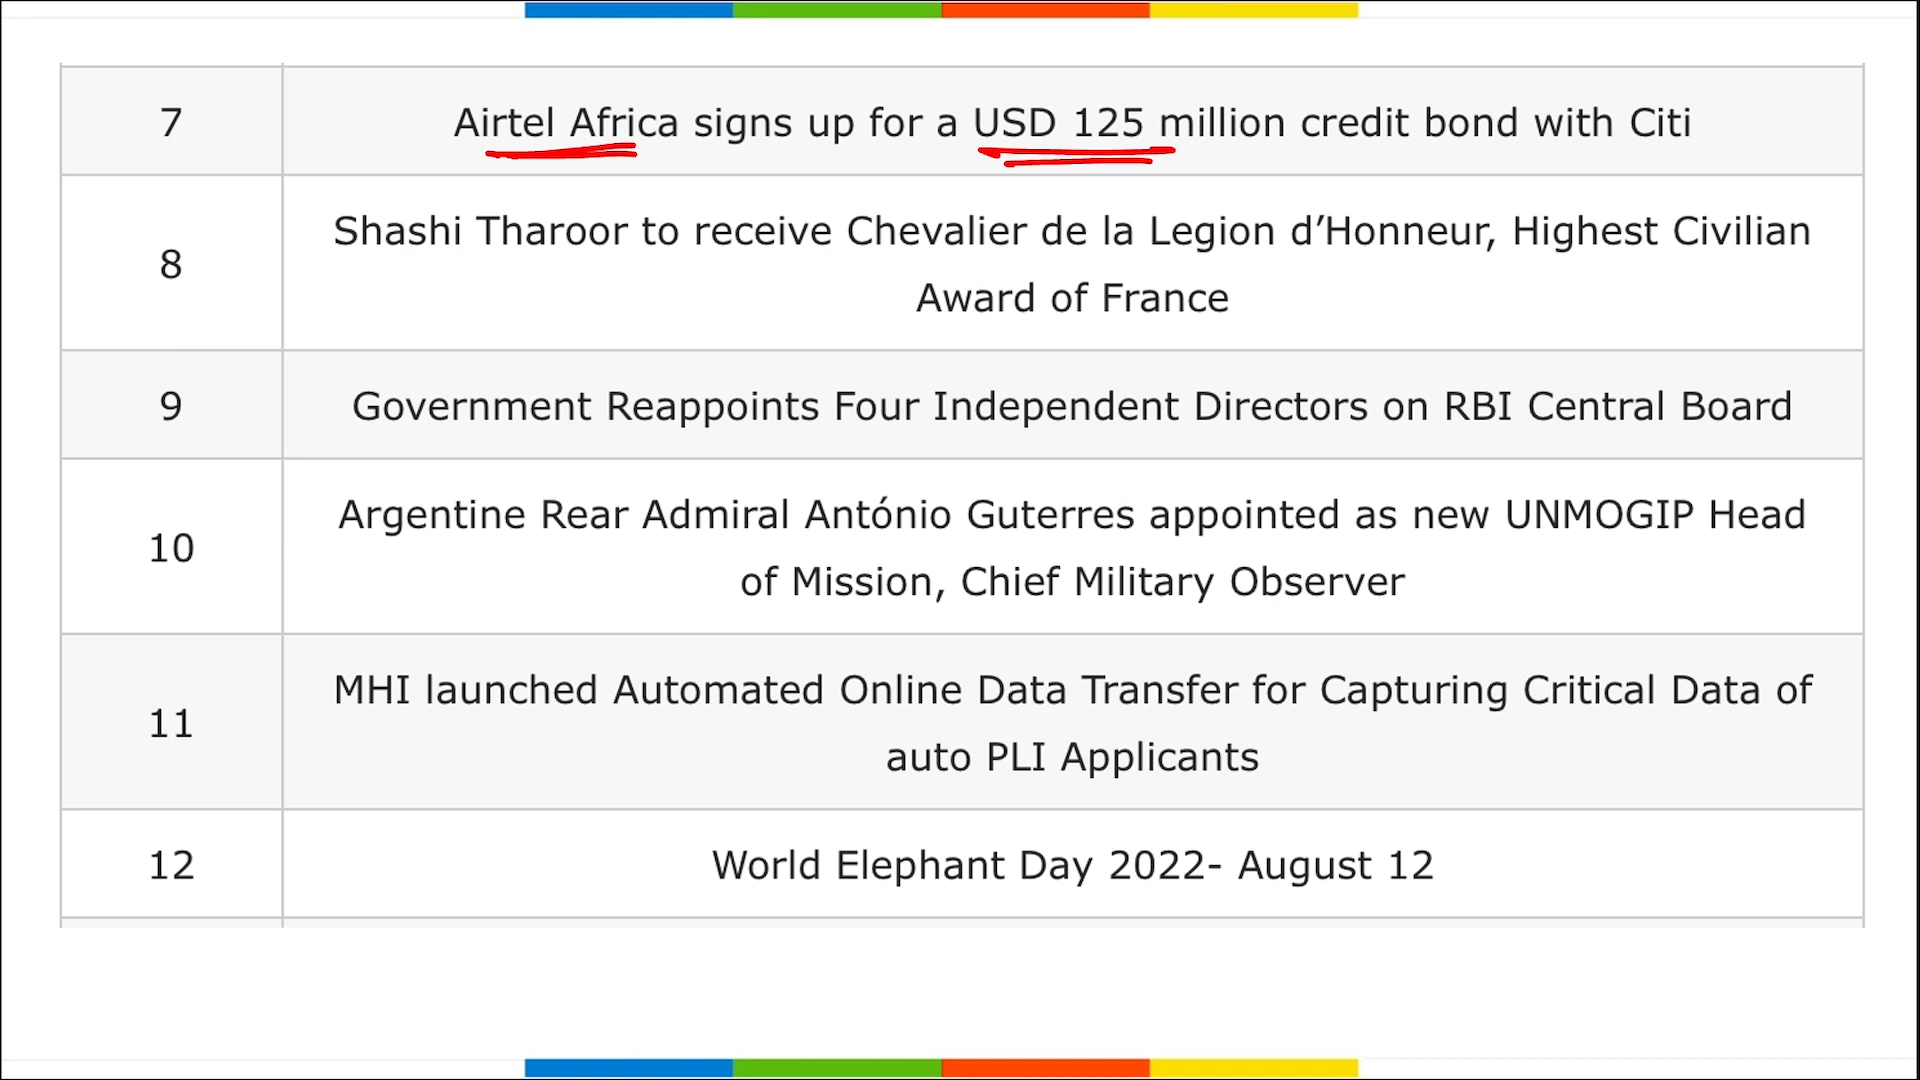 7
Airtel Africa signs up for a USD 125 million credit bond with Citi
8
Shashi Tharoor to receive Chevalier de la Legion d’Honneur, Highest Civilian
Award of France
9
Government Reappoints Four Independent Directors on RBI Central Board
10
Argentine Rear Admiral António Guterres appointed as new UNMOGIP Head
of Mission, Chief Military Observer
11
MHI launched Automated Online Data Transfer for Capturing Critical Data of
auto PLI Applicants
12
World Elephant Day 2022- August 12